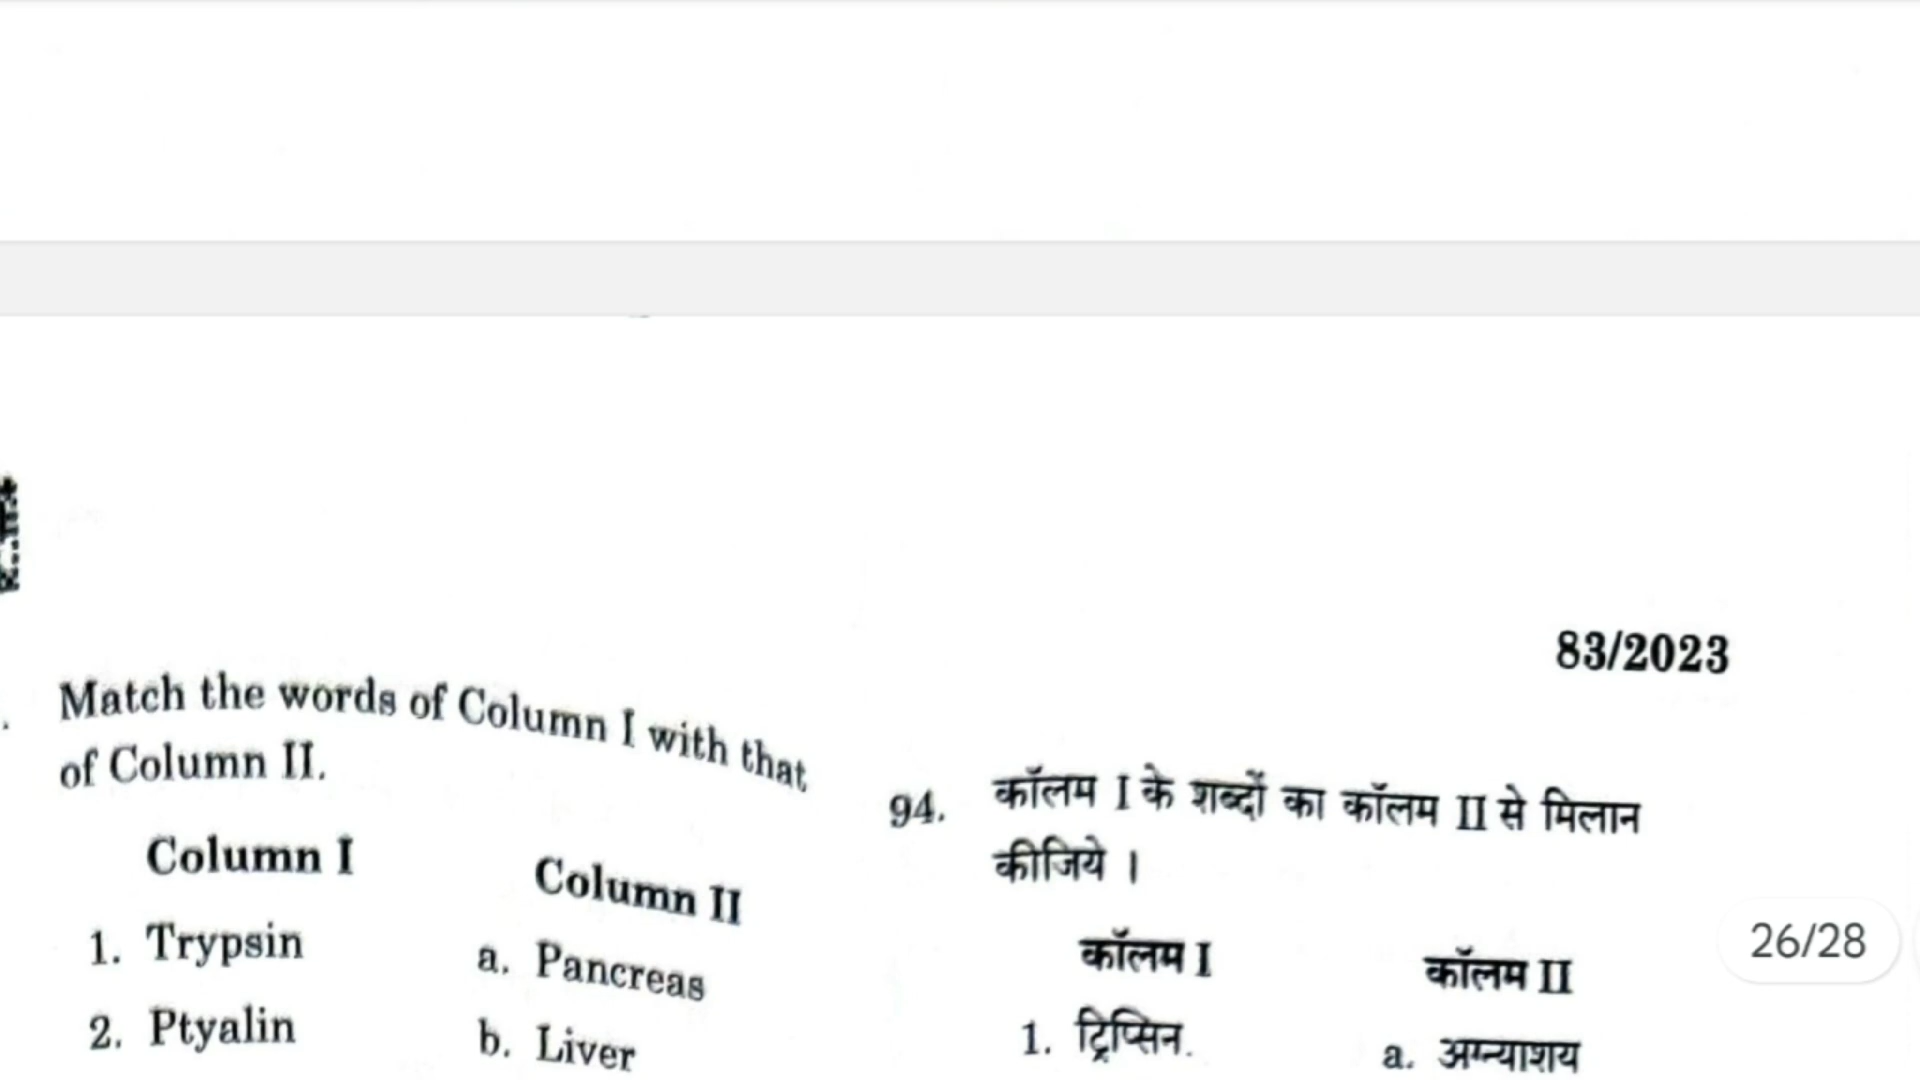 83/2023
. Match the words of Column I with that
of Column II.
Column I Column II
1. Trypsin a. Pancreas
2. Ptyalin b. Liver
94. कॉलम I के शब्दों का कॉलम II से मिलान
कीजिये ।
कॉलम I कॉलम II
1. ट्रिप्सिन. a. अग्न्याशय
26/28